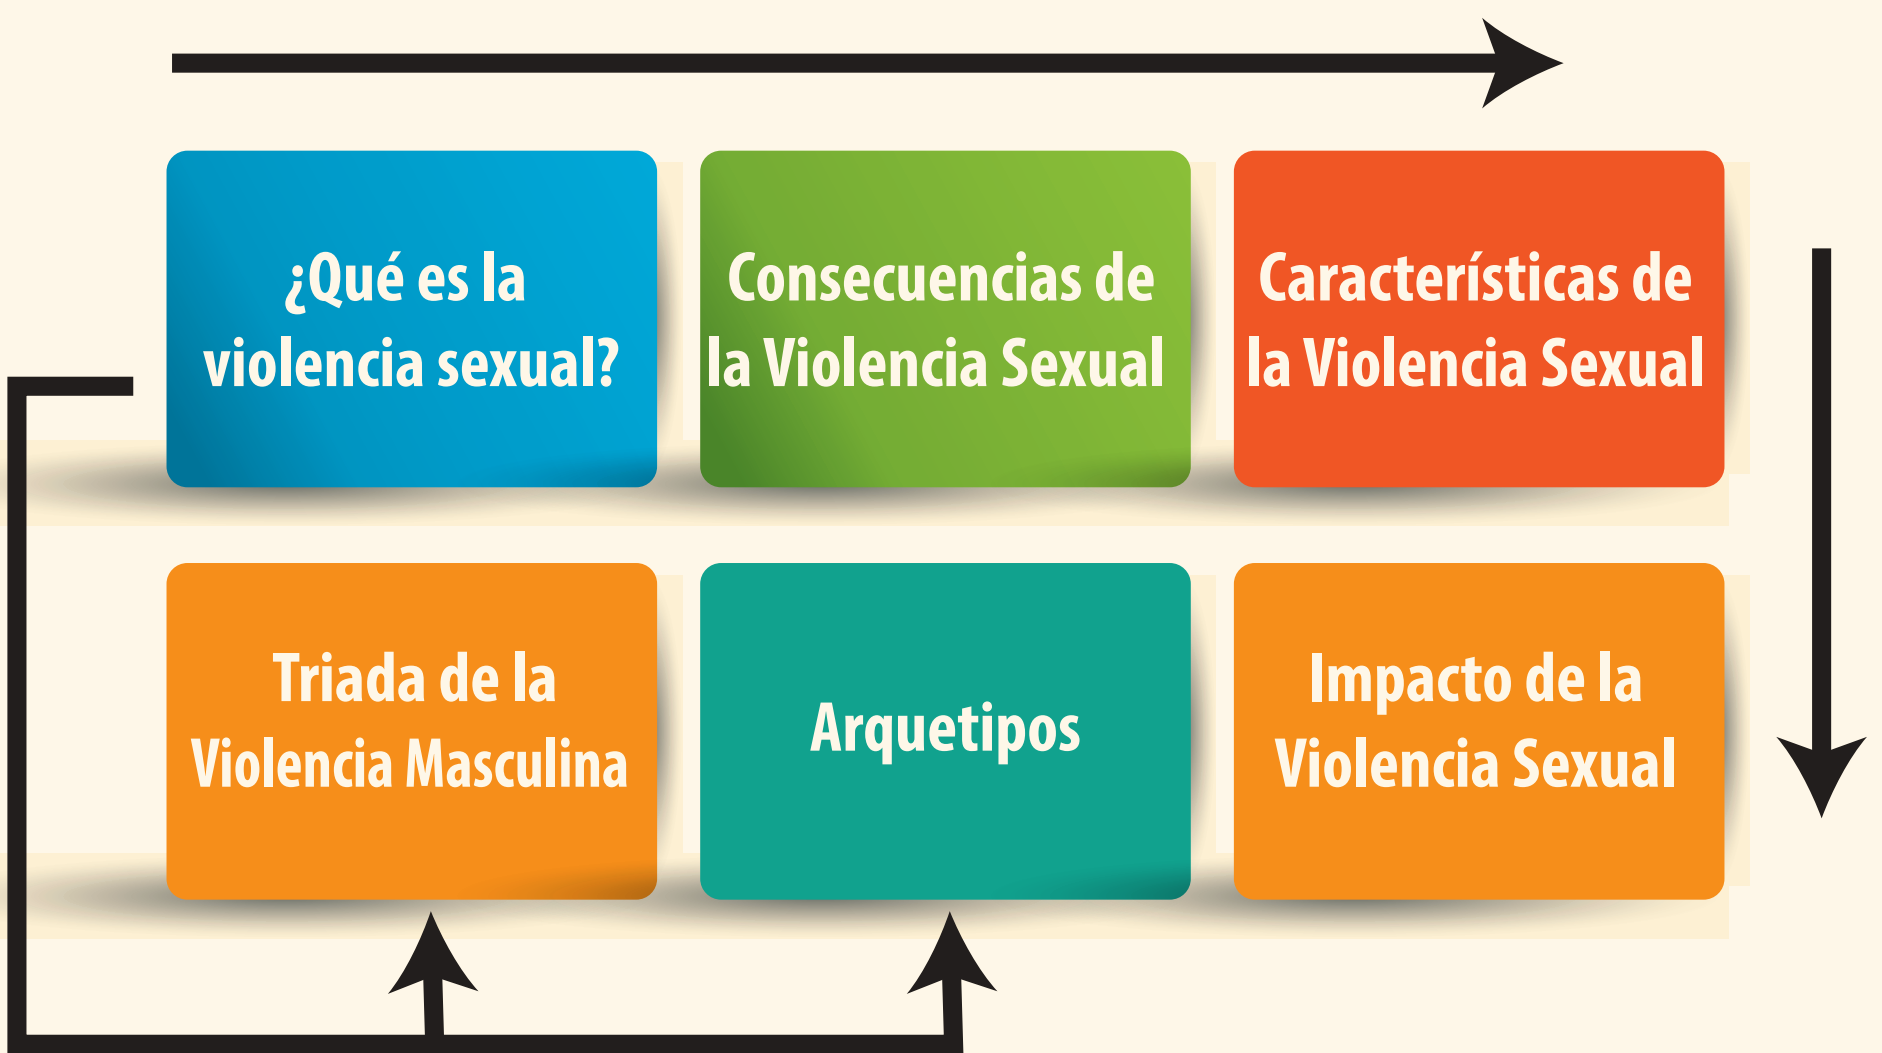 ¿Qué es la
violencia sexual?
Consecuencias de
la Violencia Sexual
Características de
la Violencia Sexual
Triada de la
Violencia Masculina
Arquetipos
Impacto de la
Violencia Sexual